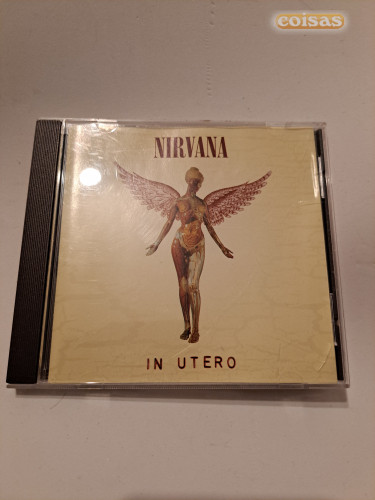 coisas
NIRVANA
IN UTERO